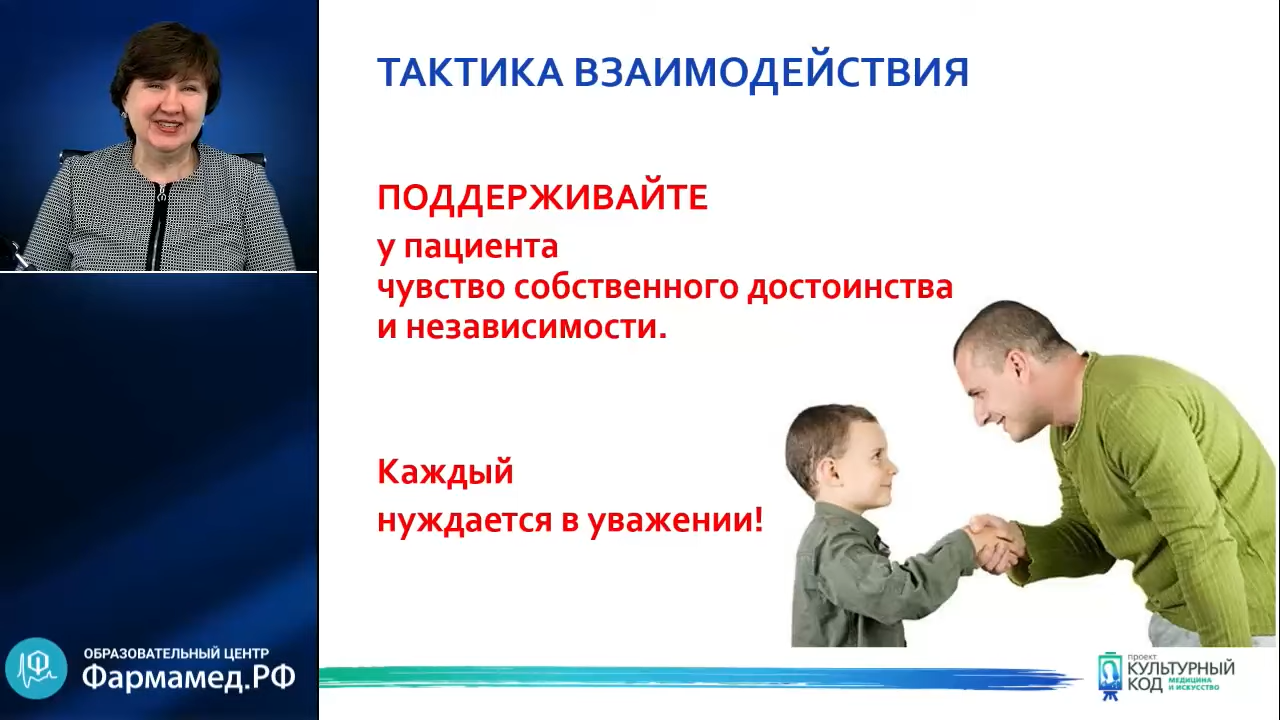 ТАКТИКА ВЗАИМОДЕЙСТВИЯ
ПОДДЕРЖИВАЙТЕ
у пациента
чувство собственного достоинства
и независимости.
Каждый
нуждается в уважении!
ОБРАЗОВАТЕЛЬНЫЙ ЦЕНТР
Фармамед.РФ
проект
КУЛЬТУРНЫЙ
КОД
МЕДИЦИНА
И ИСКУССТВО